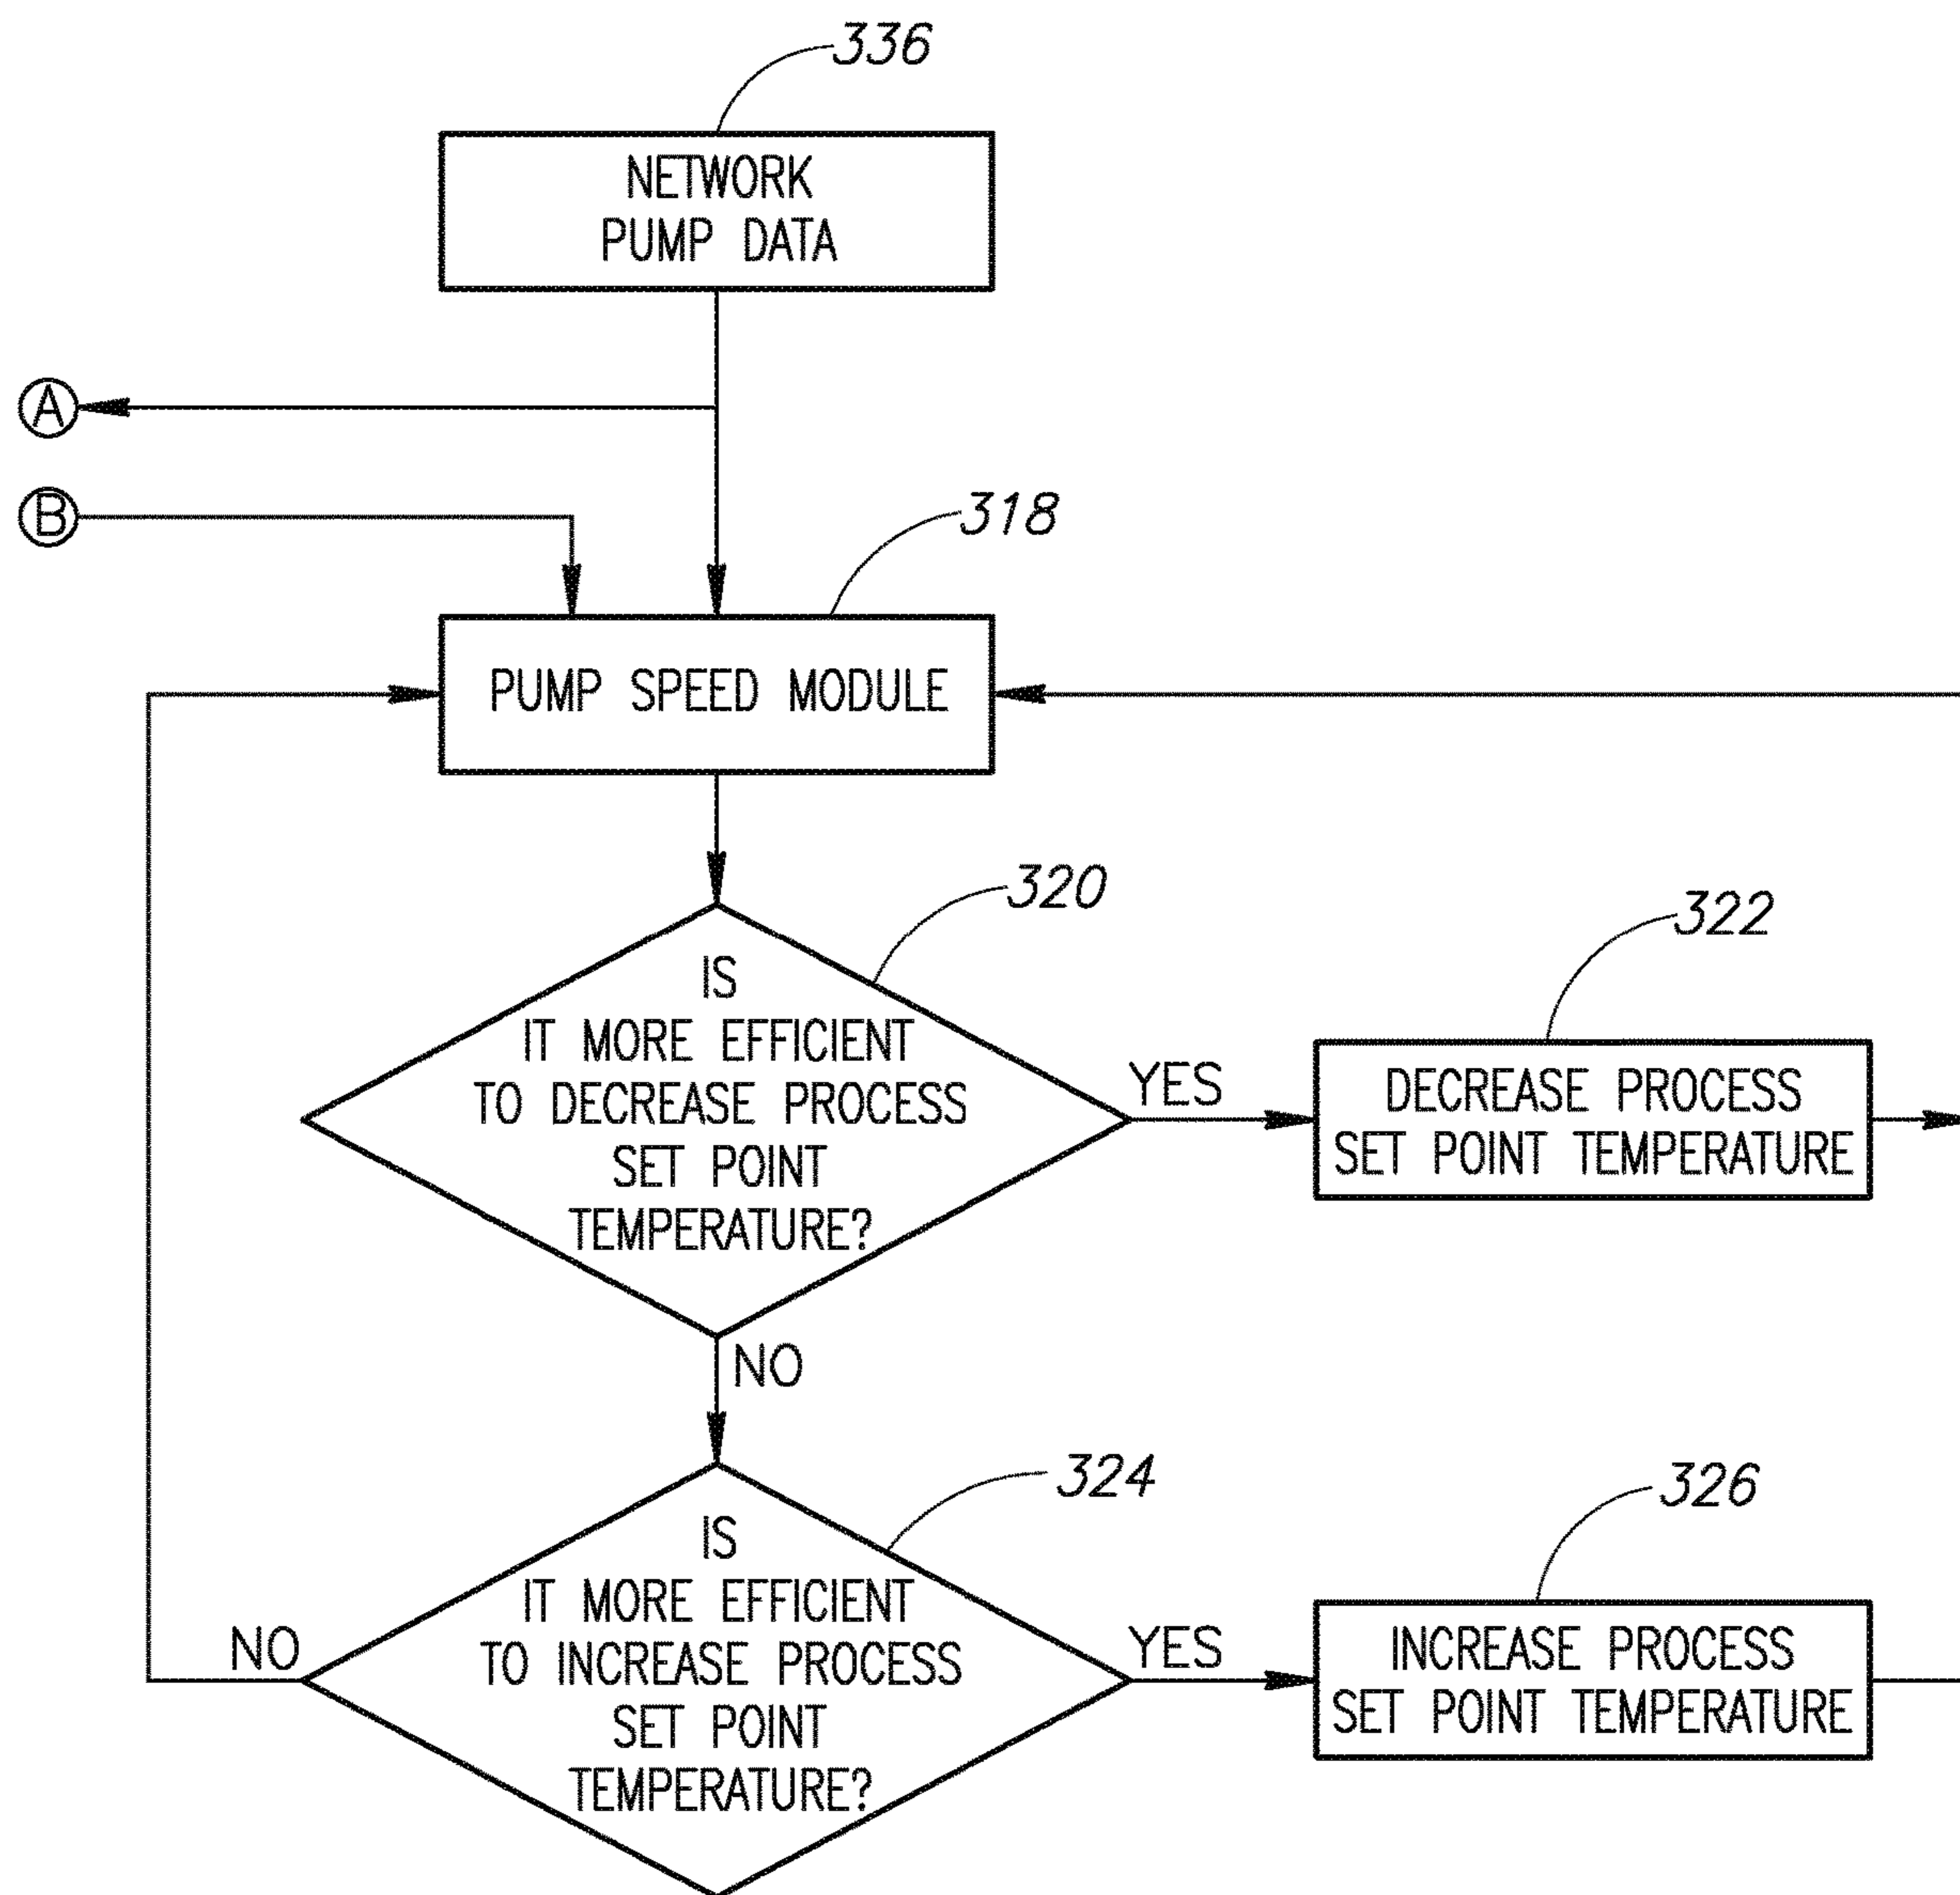 336
NETWORK
PUMP DATA
A
B
318
PUMP SPEED MODULE
320
IS
IT MORE EFFICIENT
TO DECREASE PROCESS
SET POINT
TEMPERATURE?
YES
322
DECREASE PROCESS
SET POINT TEMPERATURE
NO
324
IS
IT MORE EFFICIENT
TO INCREASE PROCESS
SET POINT
TEMPERATURE?
NO
YES
326
INCREASE PROCESS
SET POINT TEMPERATURE